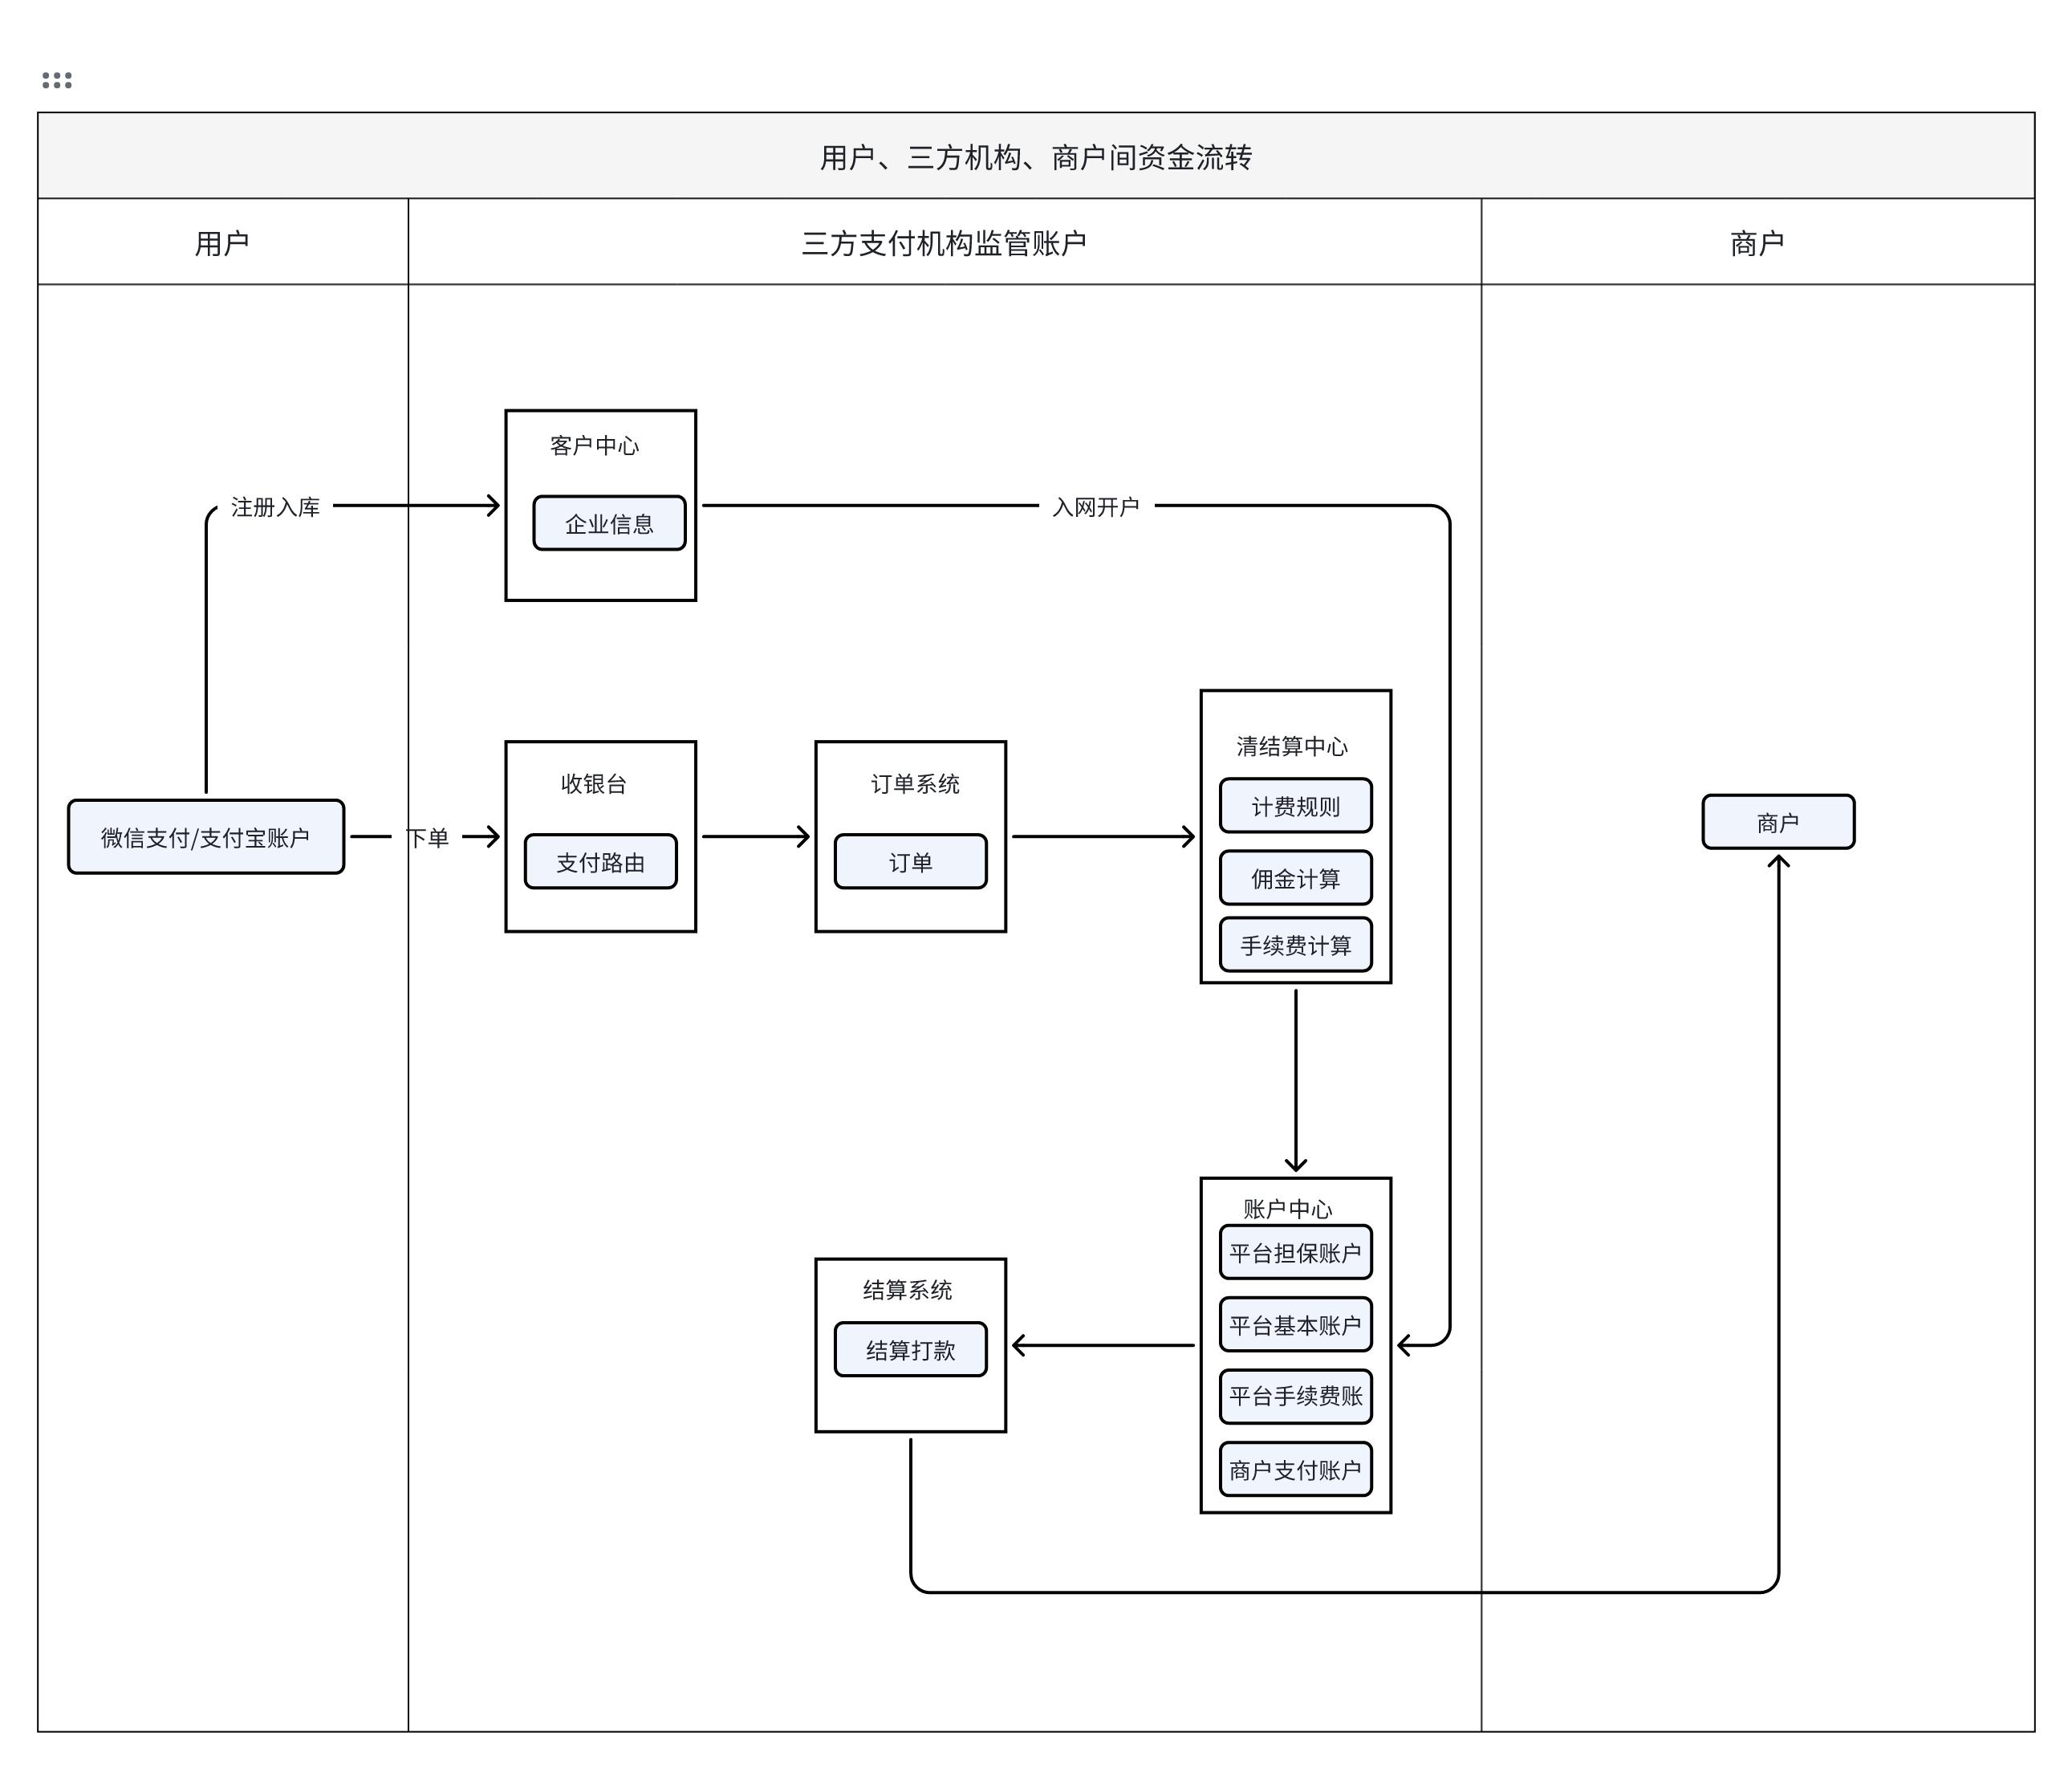 用户、三方机构、商户间资金流转
用户
三方支付机构监管账户
商户
客户中心
注册入库
企业信息
入网开户
清结算中心
收银台
订单系统
计费规则
商户
微信支付/支付宝账户
下单
支付路由
订单
佣金计算
手续费计算
账户中心
平台担保账户
结算系统
平台基本账户
结算打款
平台手续费账
商户支付账户